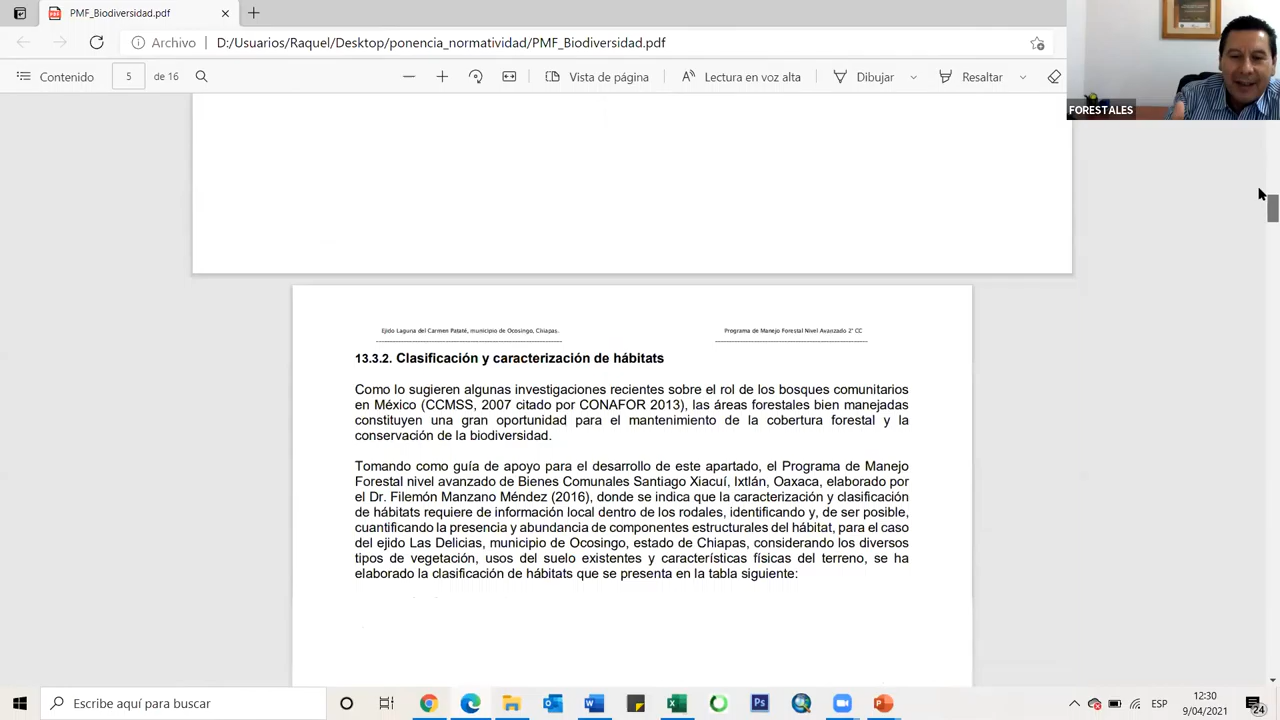 PMF_Biodiversidad.pdf
Archivo D:/Usuarios/Raquel/Desktop/ponencia_normatividad/PMF_Biodiversidad.pdf
Contenido 5 de 16 Vista de página Lectura en voz alta Dibujar Resaltar
FORESTALES
Ejido Laguna del Carmen Pataté, municipio de Ocosingo, Chiapas. Programa de Manejo Forestal Nivel Avanzado 2° CC
13.3.2. Clasificación y caracterización de hábitats
Como lo sugieren algunas investigaciones recientes sobre el rol de los bosques comunitarios
en México (CCMSS, 2007 citado por CONAFOR 2013), las áreas forestales bien manejadas
constituyen una gran oportunidad para el mantenimiento de la cobertura forestal y la
conservación de la biodiversidad.
Tomando como guía de apoyo para el desarrollo de este apartado, el Programa de Manejo
Forestal nivel avanzado de Bienes Comunales Santiago Xiacuí, Ixtlán, Oaxaca, elaborado por
el Dr. Filemón Manzano Méndez (2016), donde se indica que la caracterización y clasificación
de hábitats requiere de información local dentro de los rodales, identificando y, de ser posible,
cuantificando la presencia y abundancia de componentes estructurales del hábitat, para el caso
del ejido Las Delicias, municipio de Ocosingo, estado de Chiapas, considerando los diversos
tipos de vegetación, usos del suelo existentes y características físicas del terreno, se ha
elaborado la clasificación de hábitats que se presenta en la tabla siguiente:
Escribe aquí para buscar
ESP
12:30
9/04/2021
24